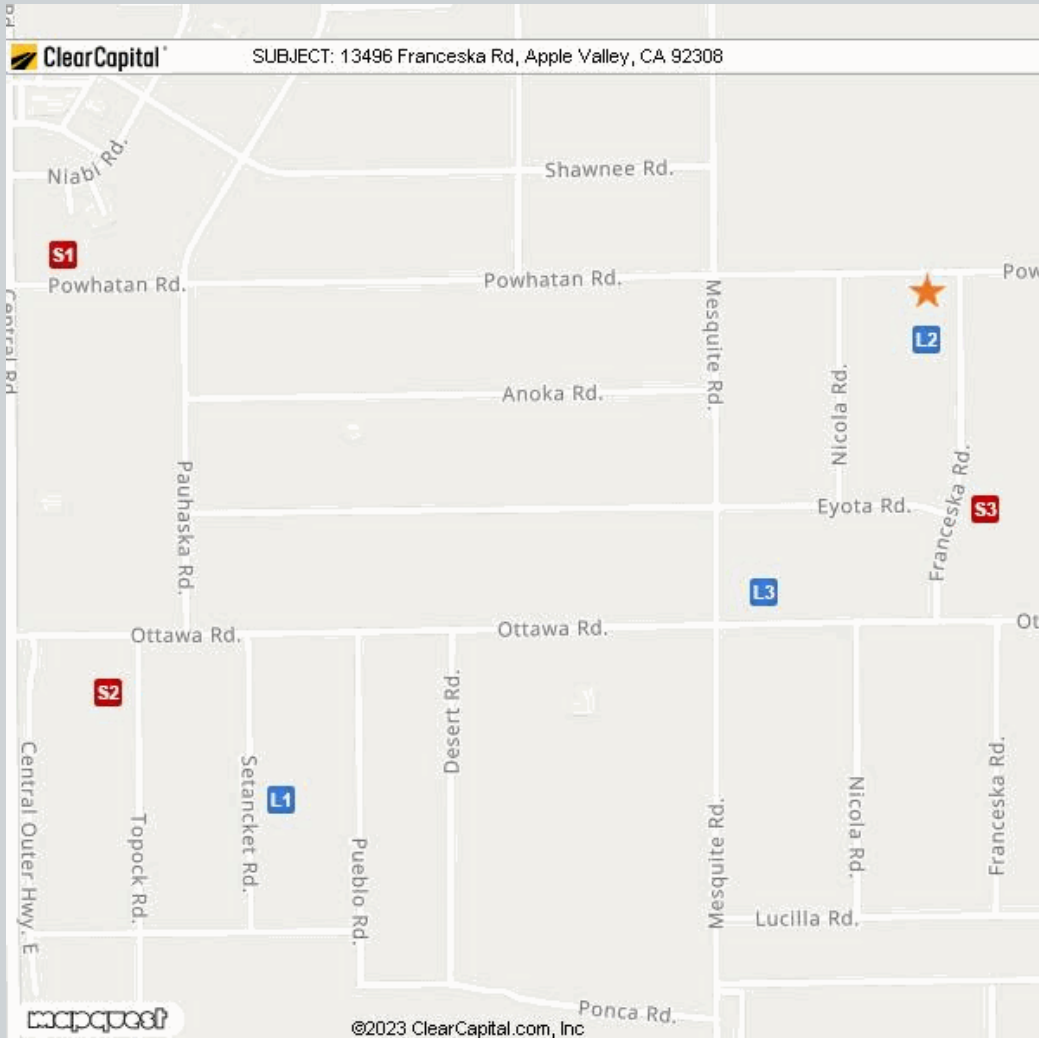 ClearCapital
SUBJECT: 13496 Franceska Rd, Apple Valley, CA 92308
Niabi Rd.
Shawnee Rd.
S1
Powhatan Rd.
Powhatan Rd.
Pow
Central Rd
Mesquite Rd.
L2
Anoka Rd.
Nicola Rd.
Pauhaska Rd.
Eyota Rd.
Franceska Rd.
S3
L3
Ottawa Rd.
Ottawa Rd.
Ot
S2
Desert Rd.
Central Outer Hwy. E
Setancket Rd.
L1
Topock Rd.
Pueblo Rd.
Mesquite Rd.
Nicola Rd.
Franceska Rd.
Lucilla Rd.
Ponca Rd.
mapquest
©2023 ClearCapital.com, Inc